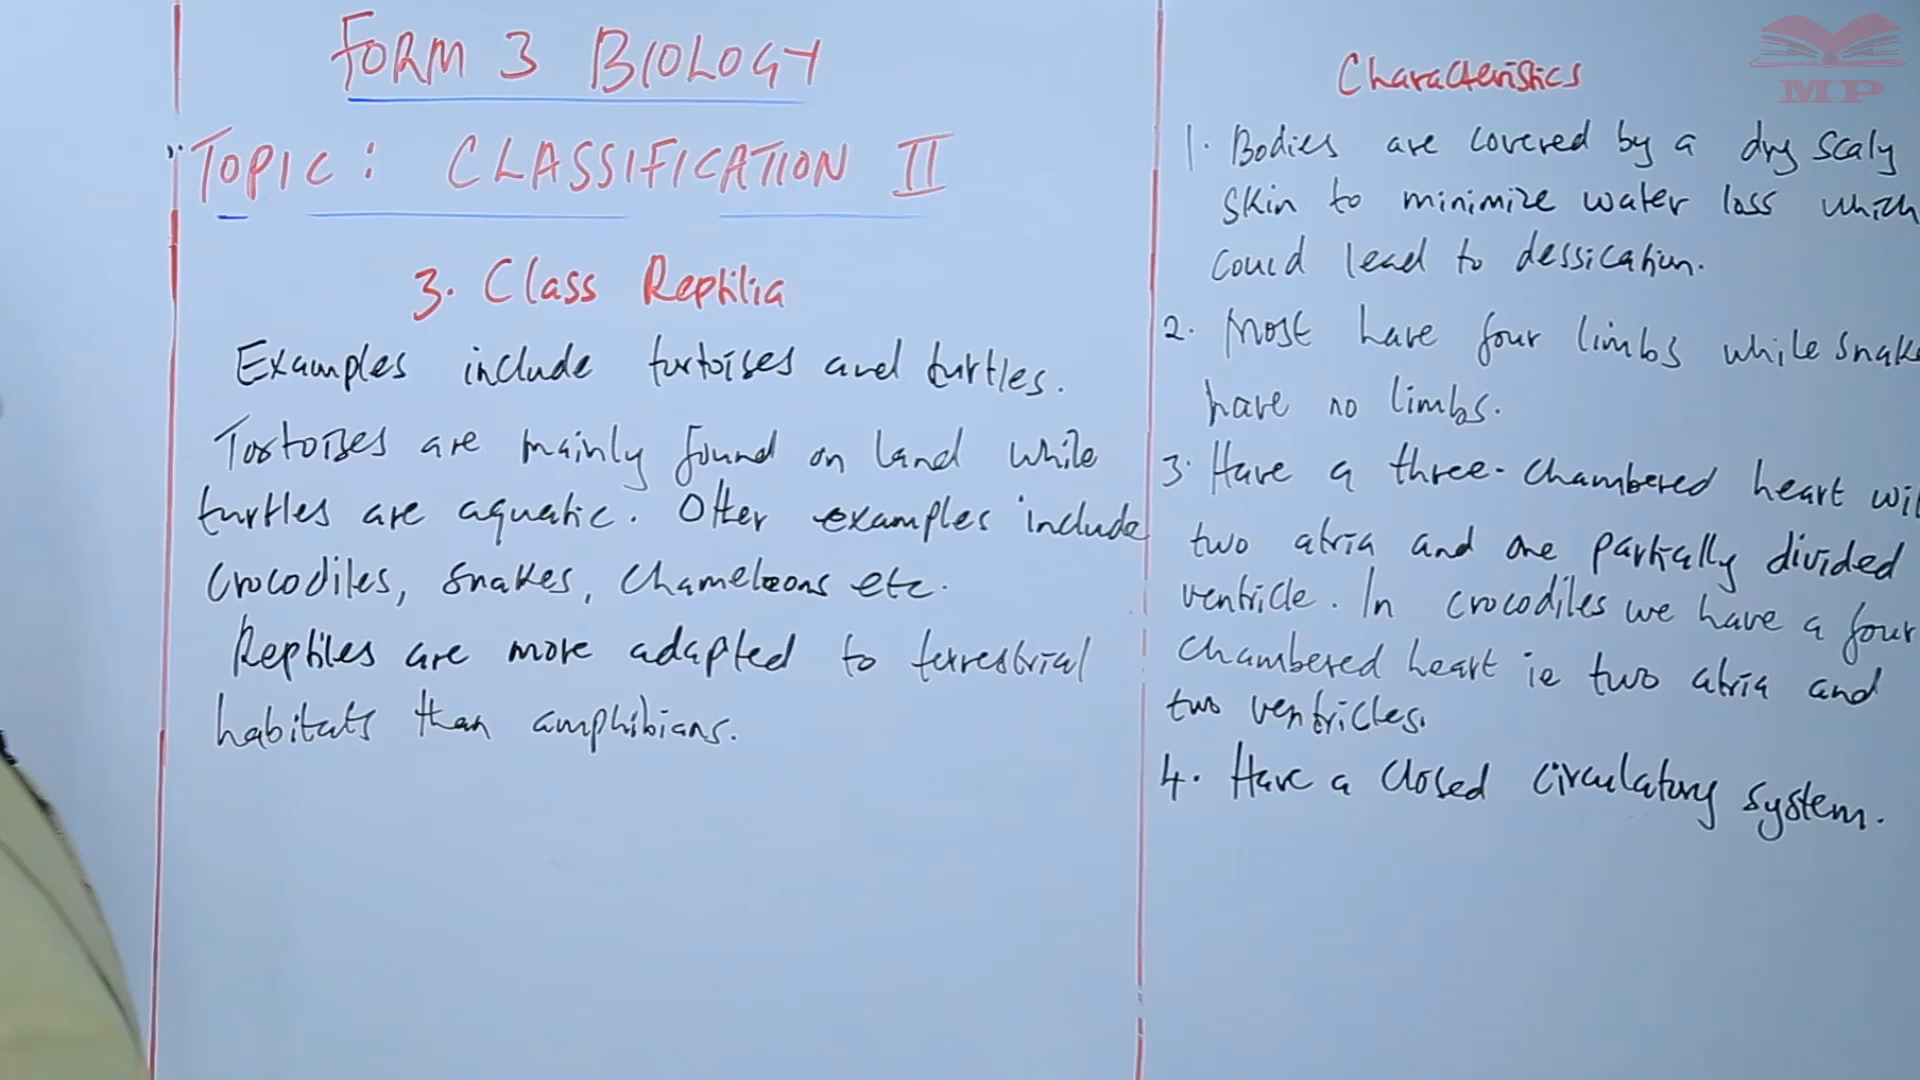 FORM 3 BIOLOGY
TOPIC: CLASSIFICATION II
3. Class Reptilia
Examples include tortoises and turtles.
Tortoises are mainly found on land while
turtles are aquatic. Other examples include
Crocodiles, Snakes, Chameleons etc.
Reptiles are more adapted to terrestrial
habitats than amphibians.
Characteristics
1. Bodies are covered by a dry scaly
skin to minimize water loss which
could lead to dessication.
2. Most have four limbs while snake
have no limbs.
3. Have a three-chambered heart wit
two atria and one partially divided
ventricle. In crocodiles we have a four
chambered heart ie two atria and
two ventricles.
4. Have a closed circulatory system.
MP